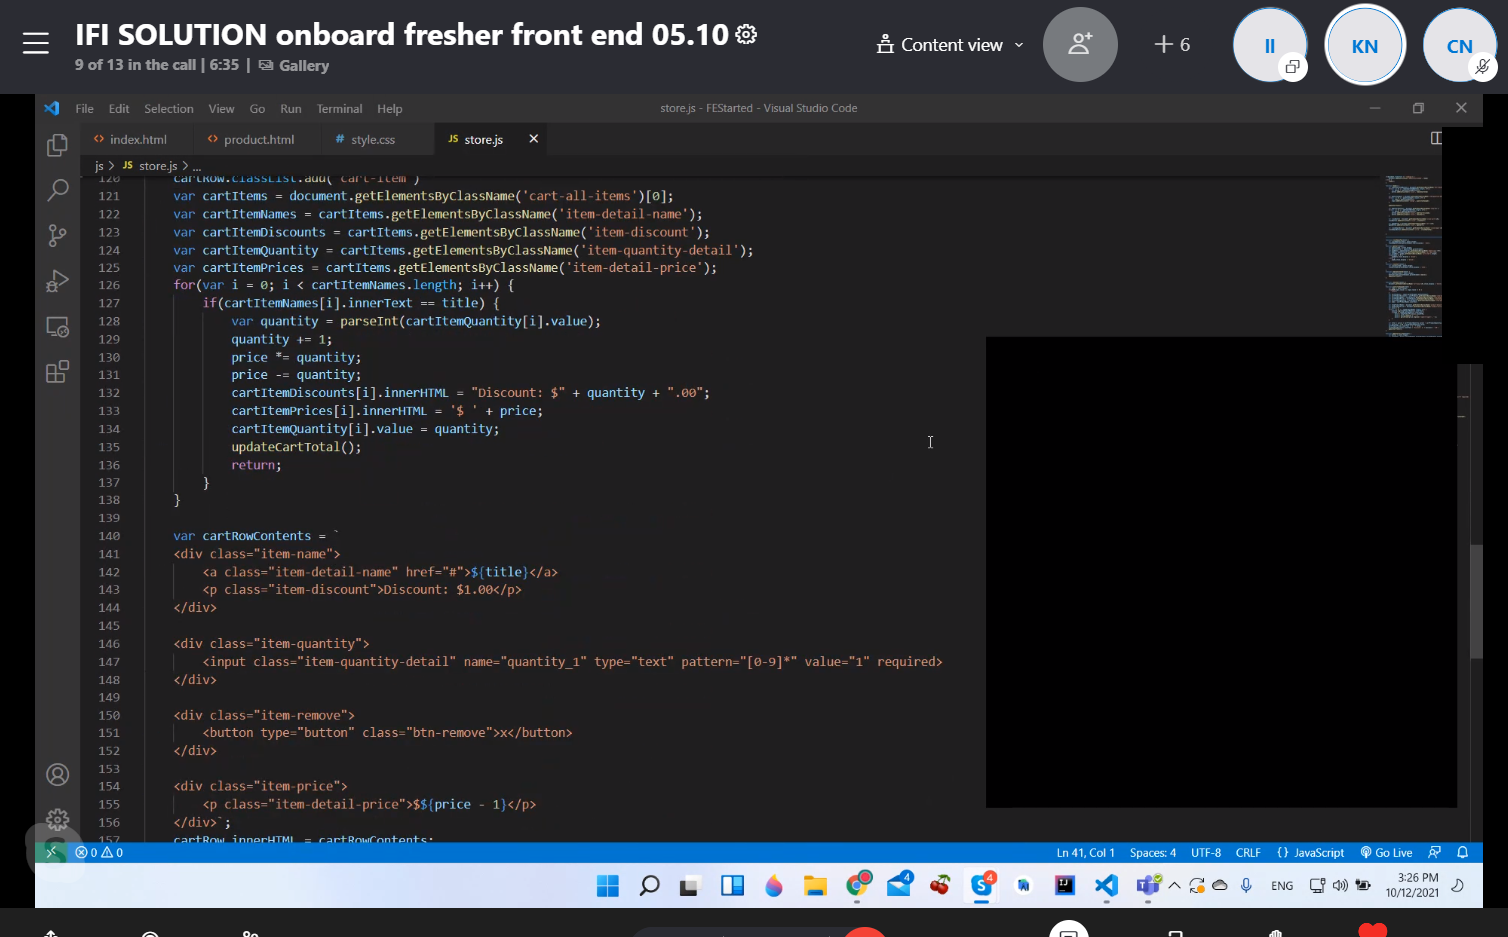 IFI SOLUTION onboard fresher front end 05.10
9 of 13 in the call | 6:35 | Gallery
Content view
+ 6
II
KN
CN
File Edit Selection View Go Run Terminal Help
store.js - FEStarted - Visual Studio Code
index.html
product.html
# style.css
JS store.js
js > JS store.js > ...
120 cartRow.classList.add('cart-item')
121 var cartItems = document.getElementsByClassName('cart-all-items')[0];
122 var cartItemNames = cartItems.getElementsByClassName('item-detail-name');
123 var cartItemDiscounts = cartItems.getElementsByClassName('item-discount');
124 var cartItemQuantity = cartItems.getElementsByClassName('item-quantity-detail');
125 var cartItemPrices = cartItems.getElementsByClassName('item-detail-price');
126 for(var i = 0; i < cartItemNames.length; i++) {
127 if(cartItemNames[i].innerText == title) {
128 var quantity = parseInt(cartItemQuantity[i].value);
129 quantity += 1;
130 price *= quantity;
131 price -= quantity;
132 cartItemDiscounts[i].innerHTML = "Discount: $" + quantity + ".00";
133 cartItemPrices[i].innerHTML = '$ ' + price;
134 cartItemQuantity[i].value = quantity;
135 updateCartTotal();
136 return;
137 }
138 }
139
140 var cartRowContents = `
141 <div class="item-name">
142 <a class="item-detail-name" href="#">${title}</a>
143 <p class="item-discount">Discount: $1.00</p>
144 </div>
145
146 <div class="item-quantity">
147 <input class="item-quantity-detail" name="quantity_1" type="text" pattern="[0-9]*" value="1" required>
148 </div>
149
150 <div class="item-remove">
151 <button type="button" class="btn-remove">x</button>
152 </div>
153
154 <div class="item-price">
155 <p class="item-detail-price">$${price - 1}</p>
156 </div>`;
157 cartRow.innerHTML = cartRowContents;
0 0
Ln 41, Col 1 Spaces: 4 UTF-8 CRLF {} JavaScript Go Live
4
4
ENG
3:26 PM
10/12/2021